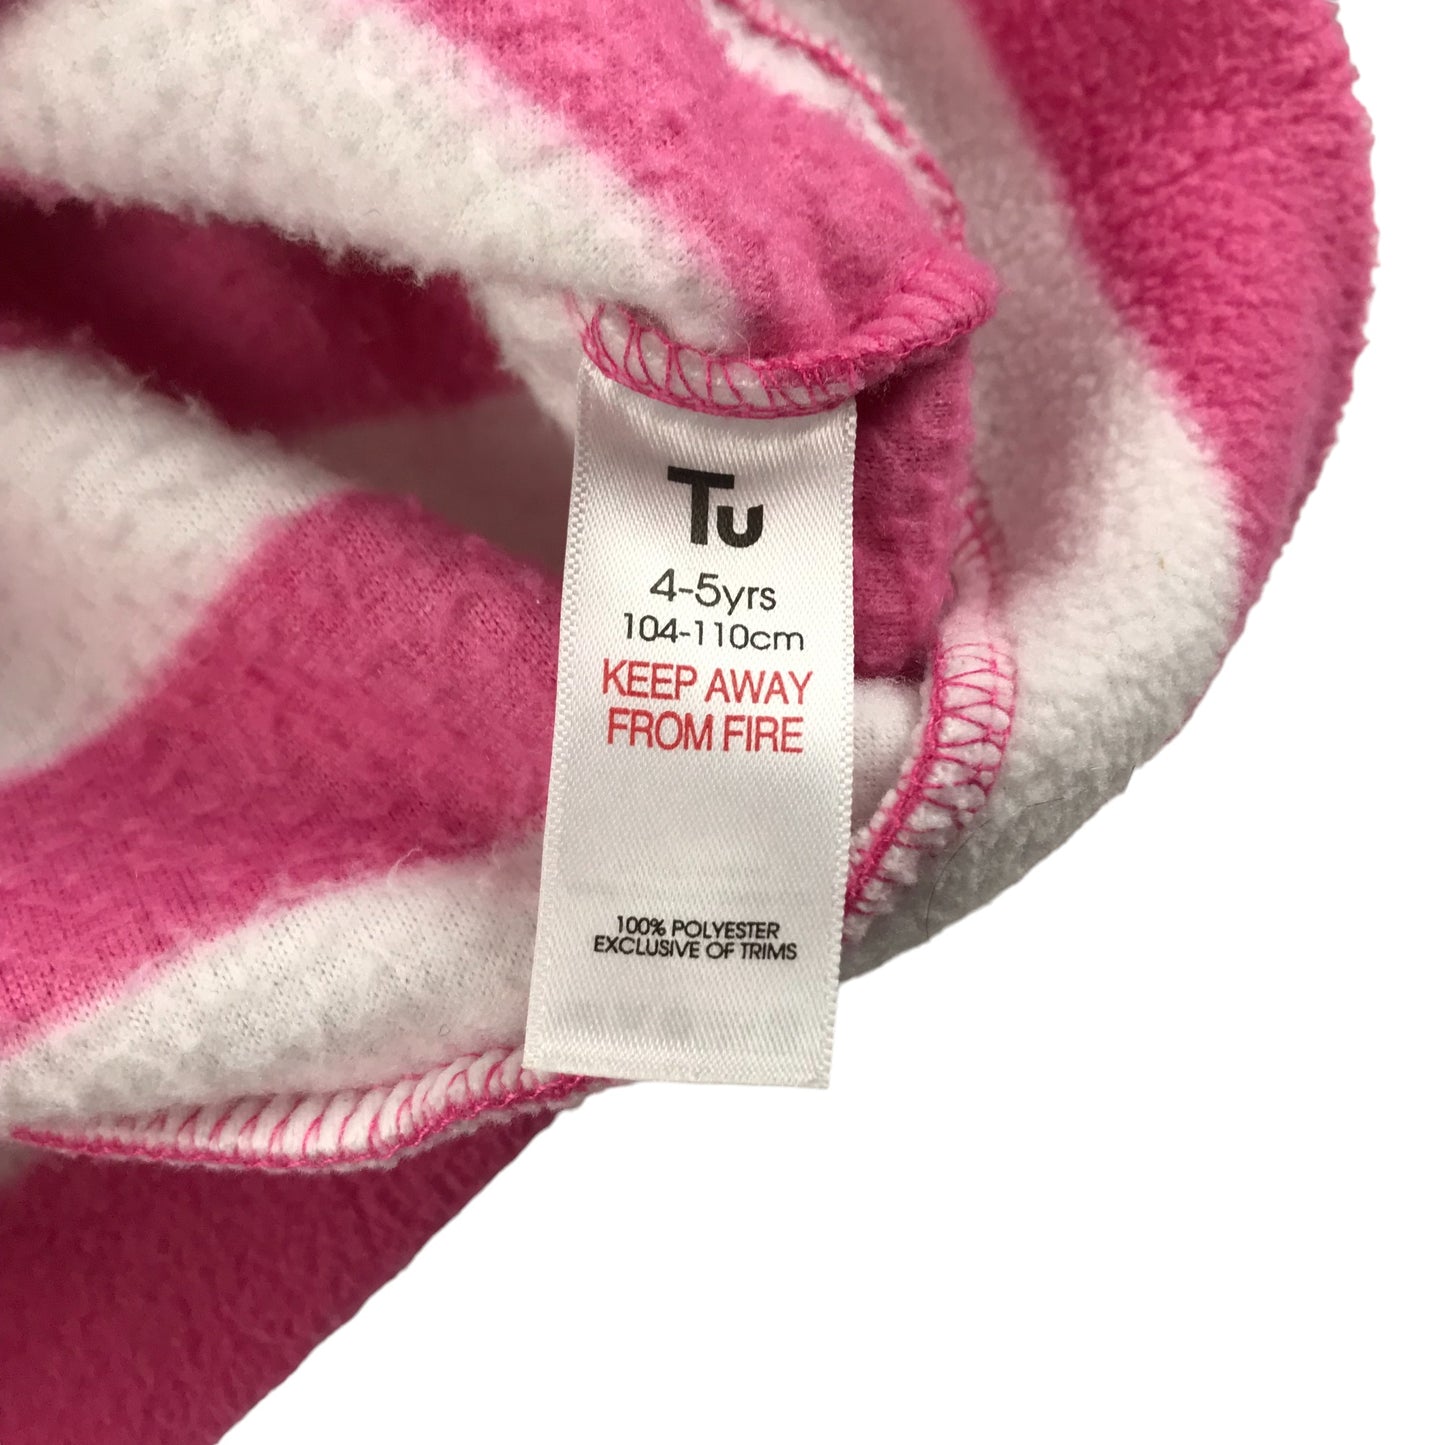 Tu
4-5yrs
104-110cm
KEEP AWAY
FROM FIRE
100% POLYESTER
EXCLUSIVE OF TRIMS